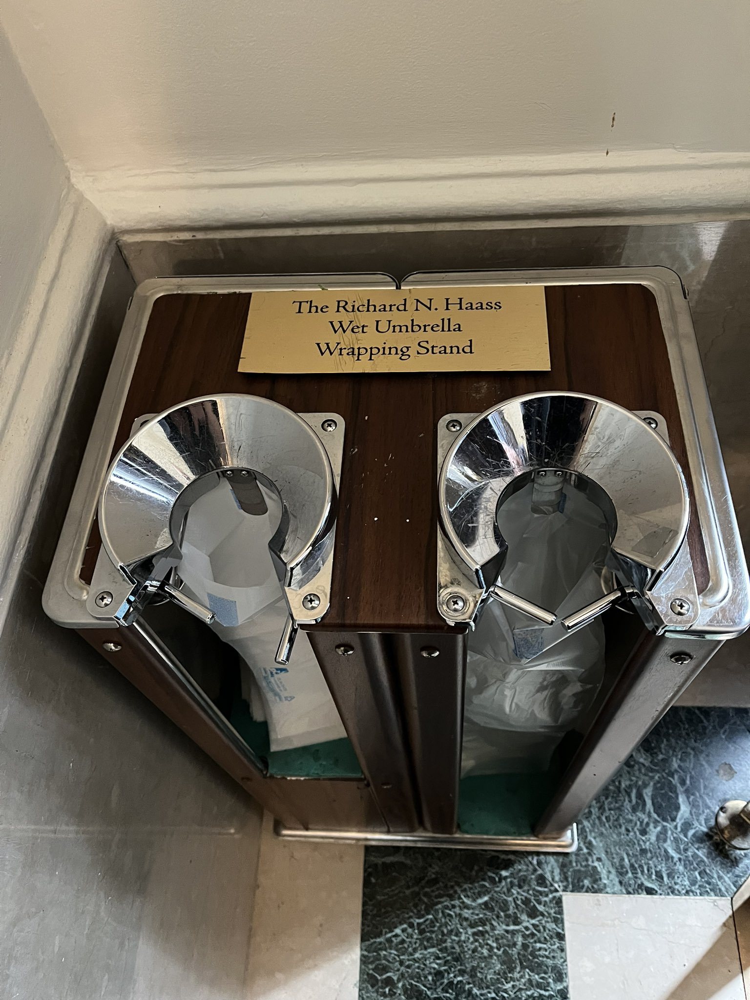 The Richard N. Haass
Wet Umbrella
Wrapping Stand